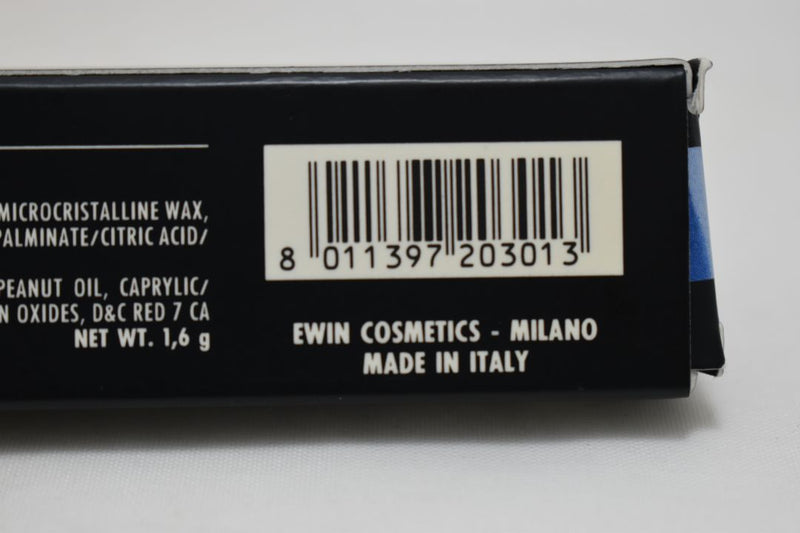 MICROCRISTALLINE WAX,
PALMINATE/CITRIC ACID/
PEANUT OIL, CAPRYLIC/
N OXIDES, D&C RED 7 CA
NET WT. 1,6 g
8 011397 203013
EWIN COSMETICS - MILANO
MADE IN ITALY